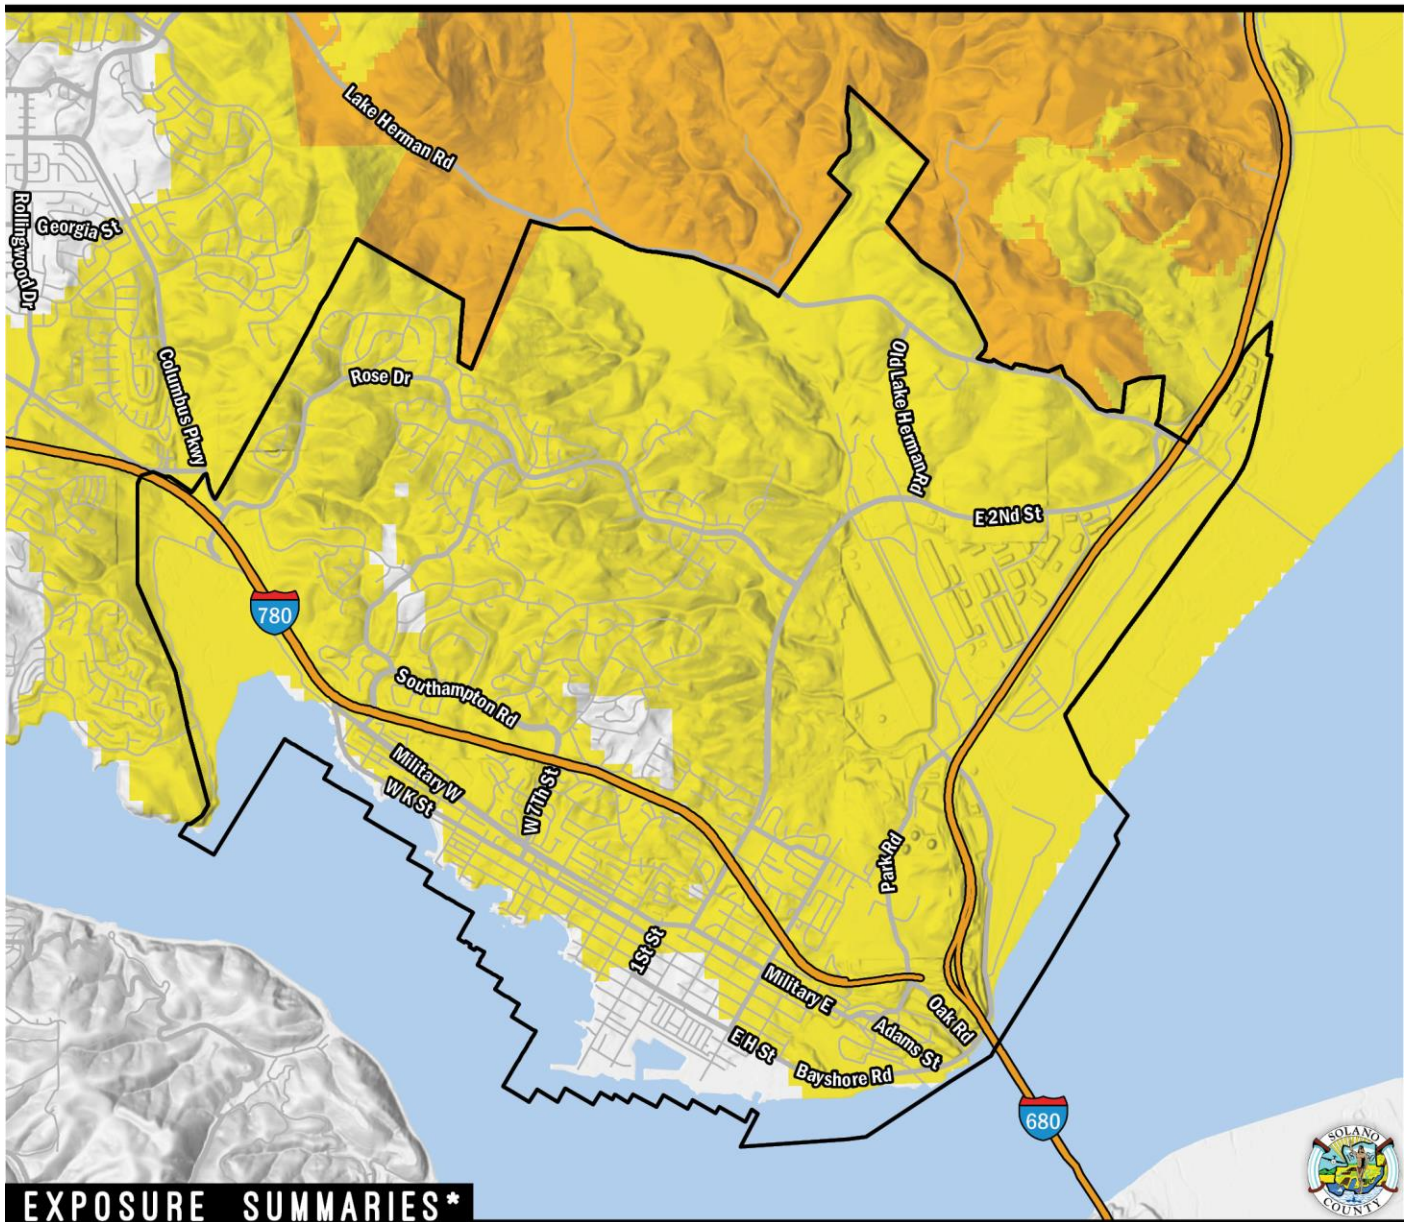 Lake Herman Rd
Rollingwood Dr
Georgia St
Columbus Pkwy
Rose Dr
Old Lake Herman Rd
E 2Nd St
780
Southampton Rd
Military W
W K St
W 7Th St
Park Rd
1St St
Military E
Oak Rd
Adams St
E H St
Bayshore Rd
680
SOLANO
COUNTY
EXPOSURE SUMMARIES*